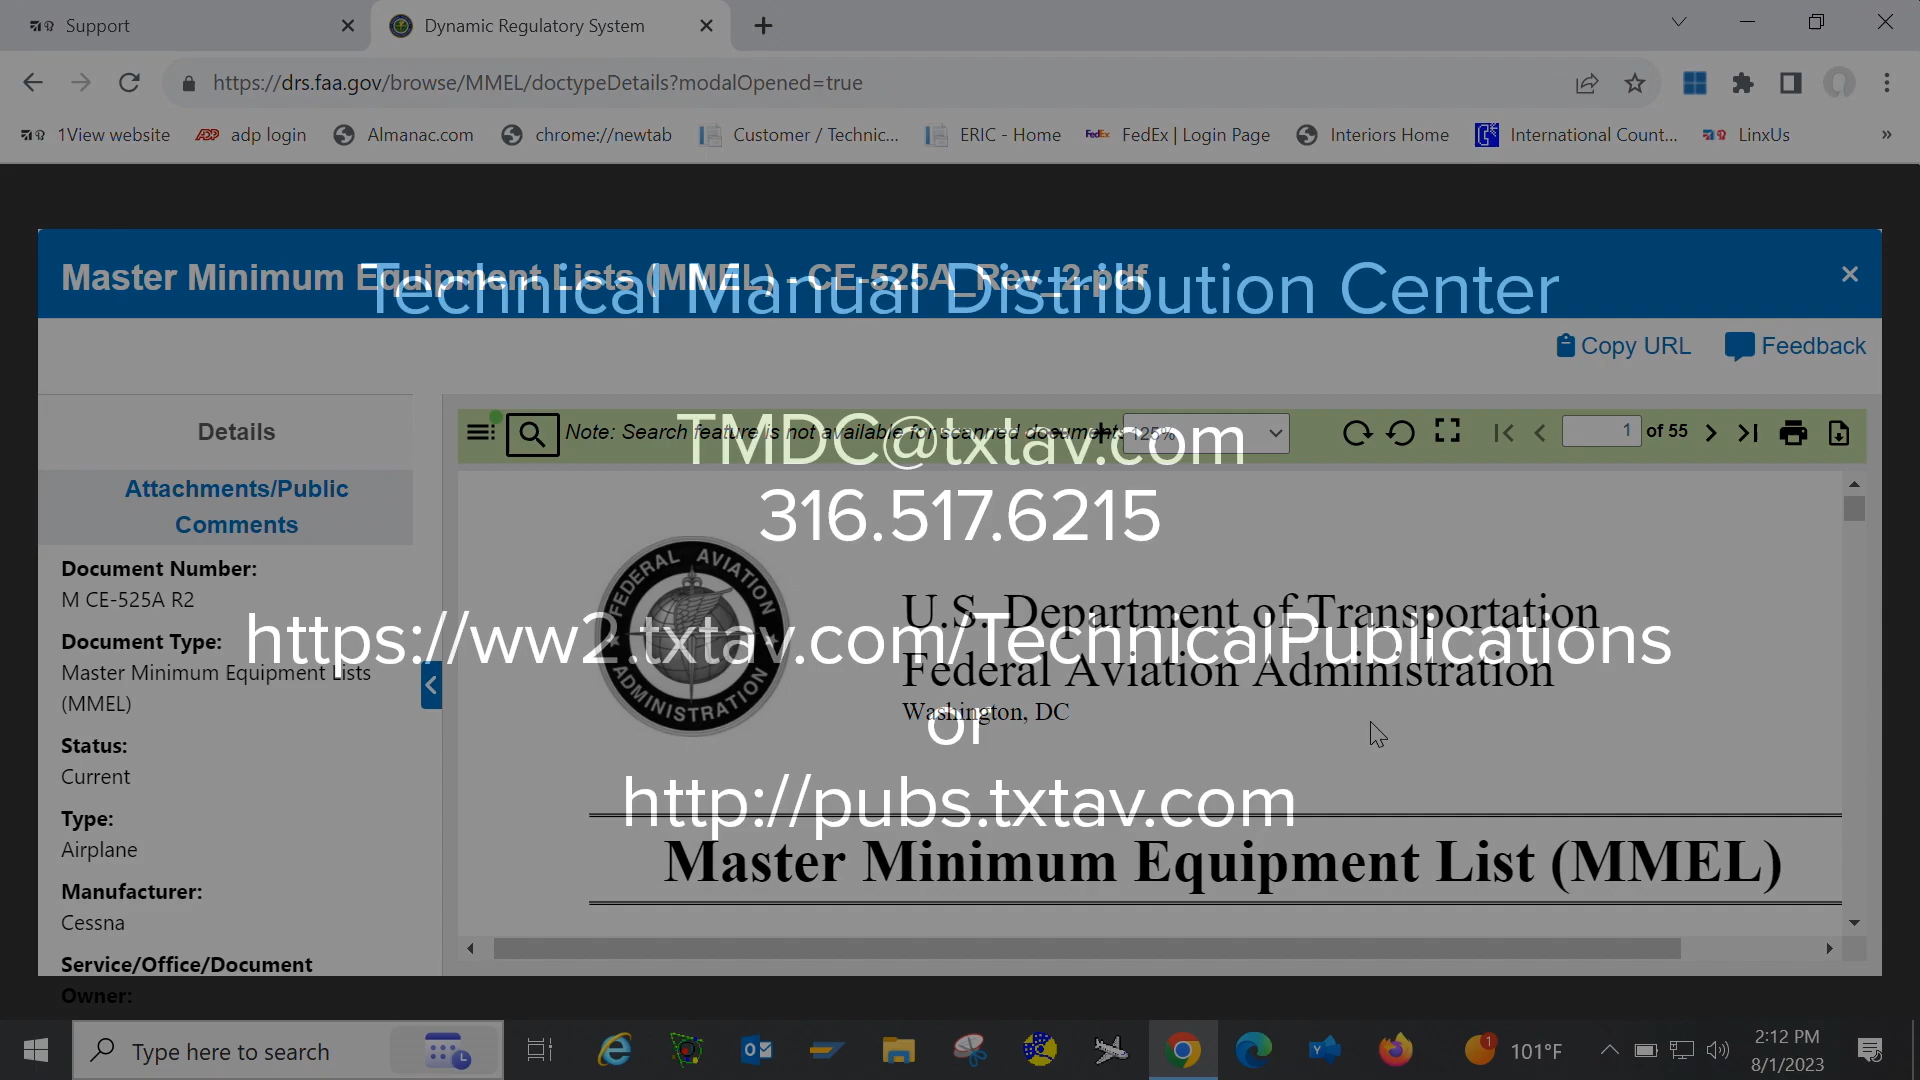 Support
Dynamic Regulatory System
https://drs.faa.gov/browse/MMEL/doctypeDetails?modalOpened=true
1View website
adp login
Almanac.com
chrome://newtab
Customer / Technic...
ERIC - Home
FedEx | Login Page
Interiors Home
International Count...
LinxUs
»
Master Minimum Equipment Lists (MMEL) - CE-525A_Rev_2.pdf
Technical Manual Distribution Center
Copy URL
Feedback
Details
Note: Search feature is not available for scanned documents
125%
1 of 55
TMDC@txtav.com
316.517.6215
https://ww2.txtav.com/TechnicalPublications
or
http://pubs.txtav.com
Attachments/Public
Comments
Document Number:
M CE-525A R2
Document Type:
Master Minimum Equipment Lists
(MMEL)
Status:
Current
Type:
Airplane
Manufacturer:
Cessna
Service/Office/Document
Owner:
FEDERAL AVIATION
ADMINISTRATION
U.S. Department of Transportation
Federal Aviation Administration
Washington, DC
Master Minimum Equipment List (MMEL)
Type here to search
1
101°F
2:12 PM
8/1/2023